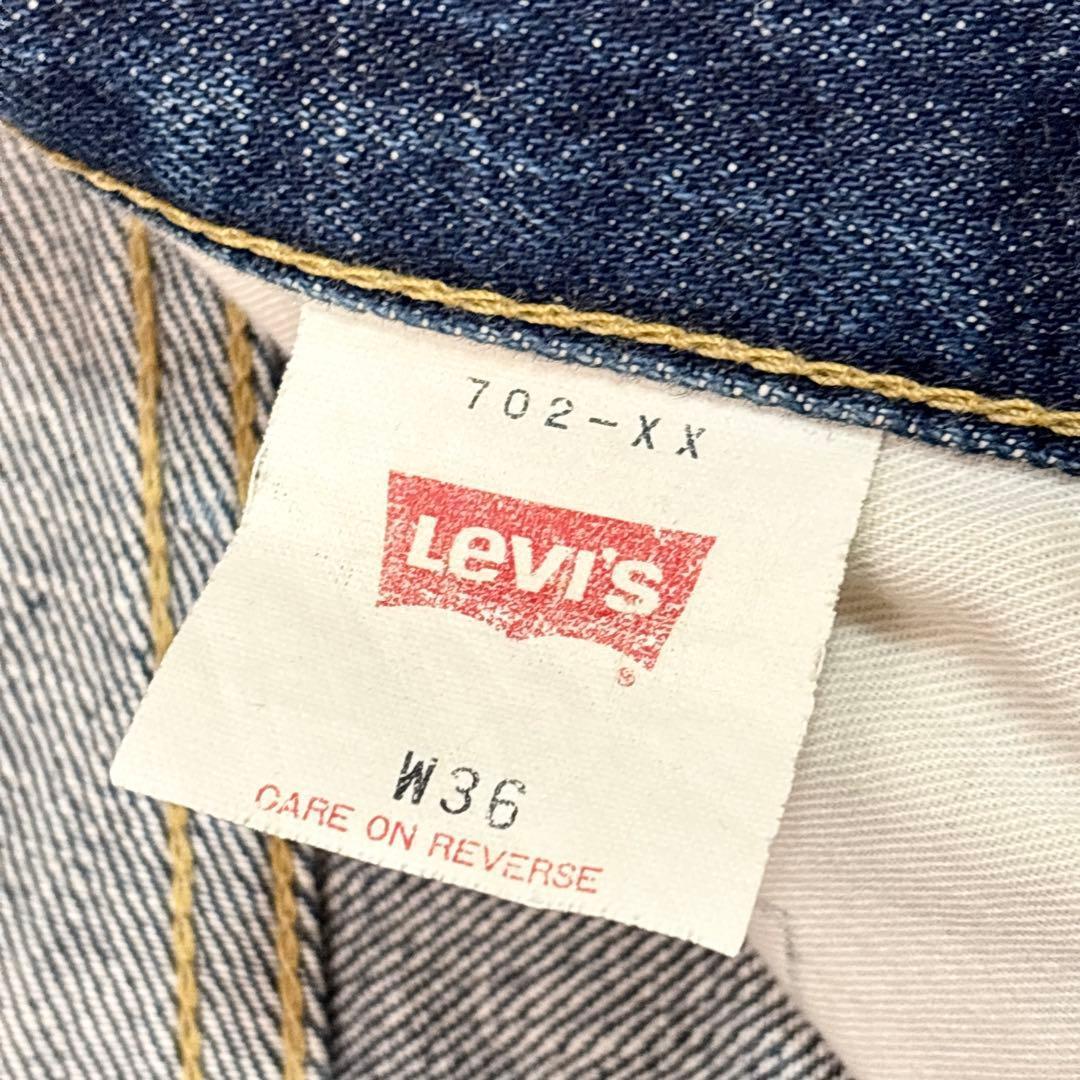 702-XX
Levi's
®
W36
CARE ON REVERSE